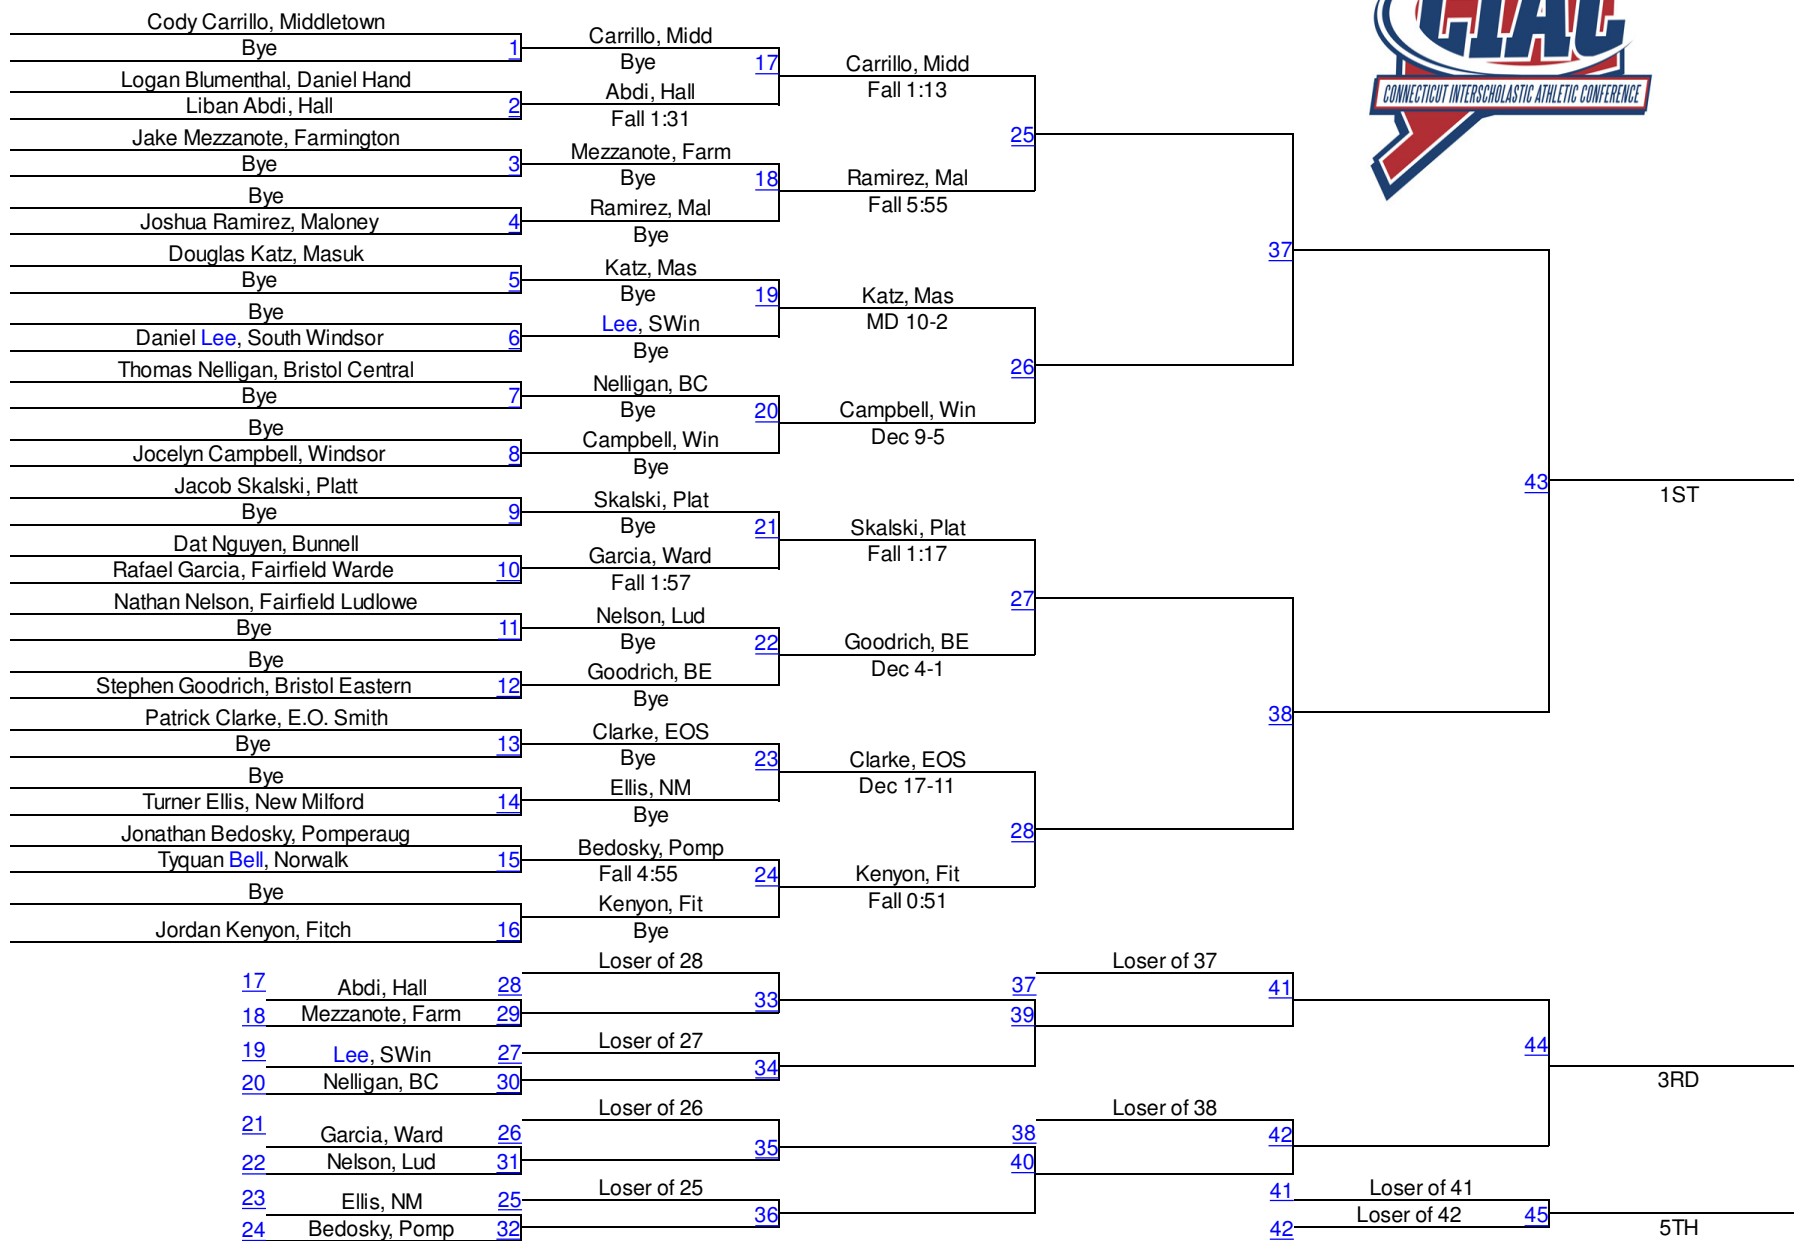 CIAC
CONNECTICUT INTERSCHOLASTIC ATHLETIC CONFERENCE
Cody Carrillo, Middletown
Bye 1
Logan Blumenthal, Daniel Hand
Liban Abdi, Hall 2
Jake Mezzanote, Farmington
Bye 3
Bye
Joshua Ramirez, Maloney 4
Douglas Katz, Masuk
Bye 5
Bye
Daniel Lee, South Windsor 6
Thomas Nelligan, Bristol Central
Bye 7
Bye
Jocelyn Campbell, Windsor 8
Jacob Skalski, Platt
Bye 9
Dat Nguyen, Bunnell
Rafael Garcia, Fairfield Warde 10
Nathan Nelson, Fairfield Ludlowe
Bye 11
Bye
Stephen Goodrich, Bristol Eastern 12
Patrick Clarke, E.O. Smith
Bye 13
Bye
Turner Ellis, New Milford 14
Jonathan Bedosky, Pomperaug
Tyquan Bell, Norwalk 15
Bye
Jordan Kenyon, Fitch 16
Carrillo, Midd
Bye 17
Abdi, Hall
Fall 1:31
Mezzanote, Farm
Bye 18
Ramirez, Mal
Bye
Katz, Mas
Bye 19
Lee, SWin
Bye
Nelligan, BC
Bye 20
Campbell, Win
Bye
Skalski, Plat
Bye 21
Garcia, Ward
Fall 1:57
Nelson, Lud
Bye 22
Goodrich, BE
Bye
Clarke, EOS
Bye 23
Ellis, NM
Bye
Bedosky, Pomp
Fall 4:55 24
Kenyon, Fit
Bye
Carrillo, Midd
Fall 1:13
25
Ramirez, Mal
Fall 5:55
Katz, Mas
MD 10-2
26
Campbell, Win
Dec 9-5
Skalski, Plat
Fall 1:17
27
Goodrich, BE
Dec 4-1
Clarke, EOS
Dec 17-11
28
Kenyon, Fit
Fall 0:51
37
38
43
1ST
17 Abdi, Hall 28
18 Mezzanote, Farm 29
19 Lee, SWin 27
20 Nelligan, BC 30
21 Garcia, Ward 26
22 Nelson, Lud 31
23 Ellis, NM 25
24 Bedosky, Pomp 32
Loser of 28
33
Loser of 27
34
Loser of 26
35
Loser of 25
36
37
39
38
40
Loser of 37
41
Loser of 38
42
44
3RD
41 Loser of 41
42 Loser of 42 45
5TH